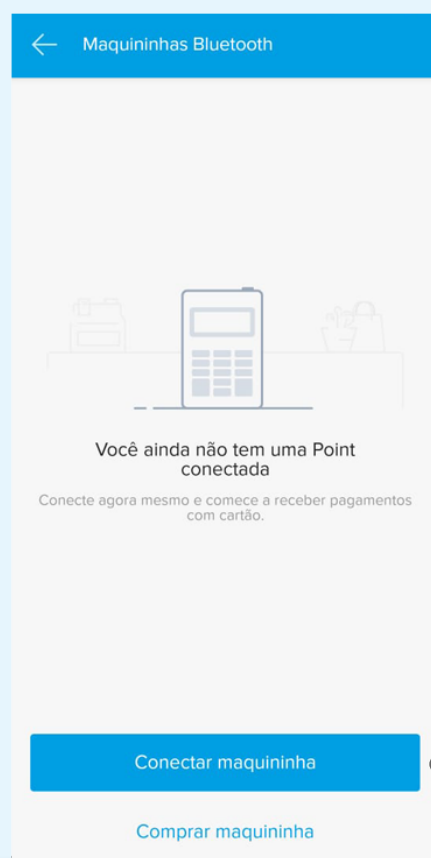 Maquininhas Bluetooth
Você ainda não tem uma Point
conectada
Conecte agora mesmo e comece a receber pagamentos
com cartão.
Conectar maquininha
Comprar maquininha